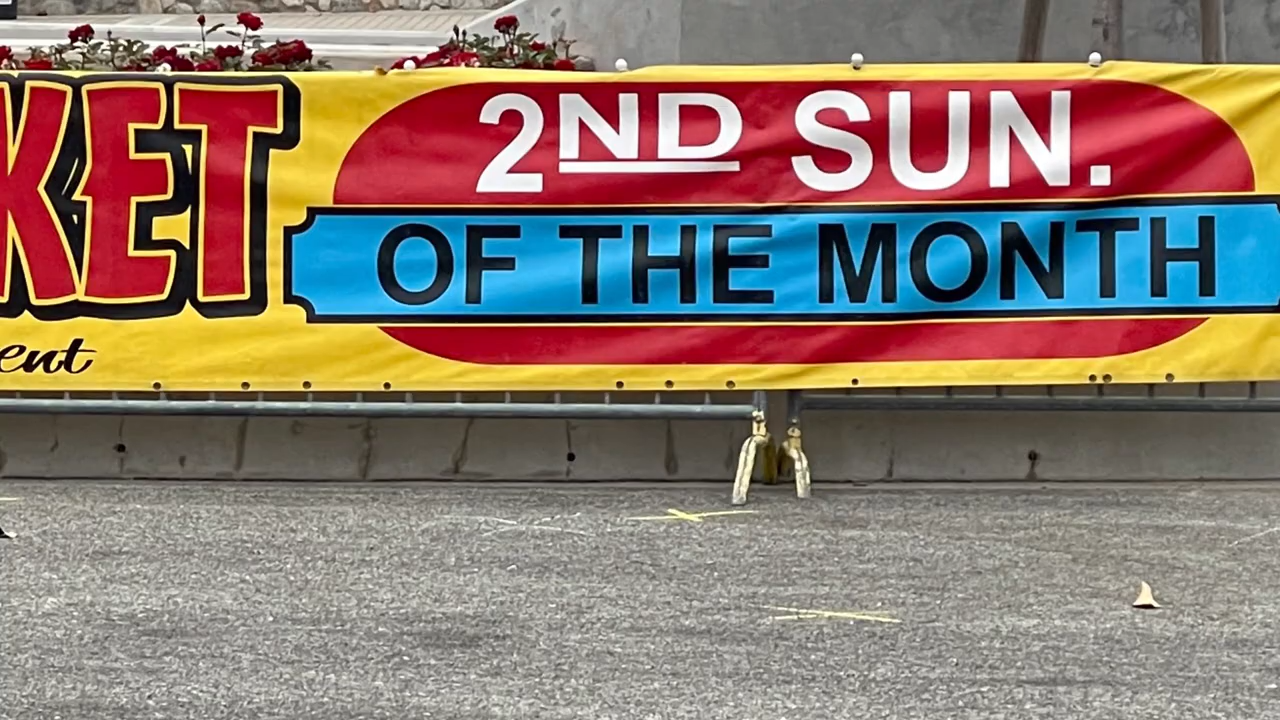 KET
ent
2ND SUN.
OF THE MONTH